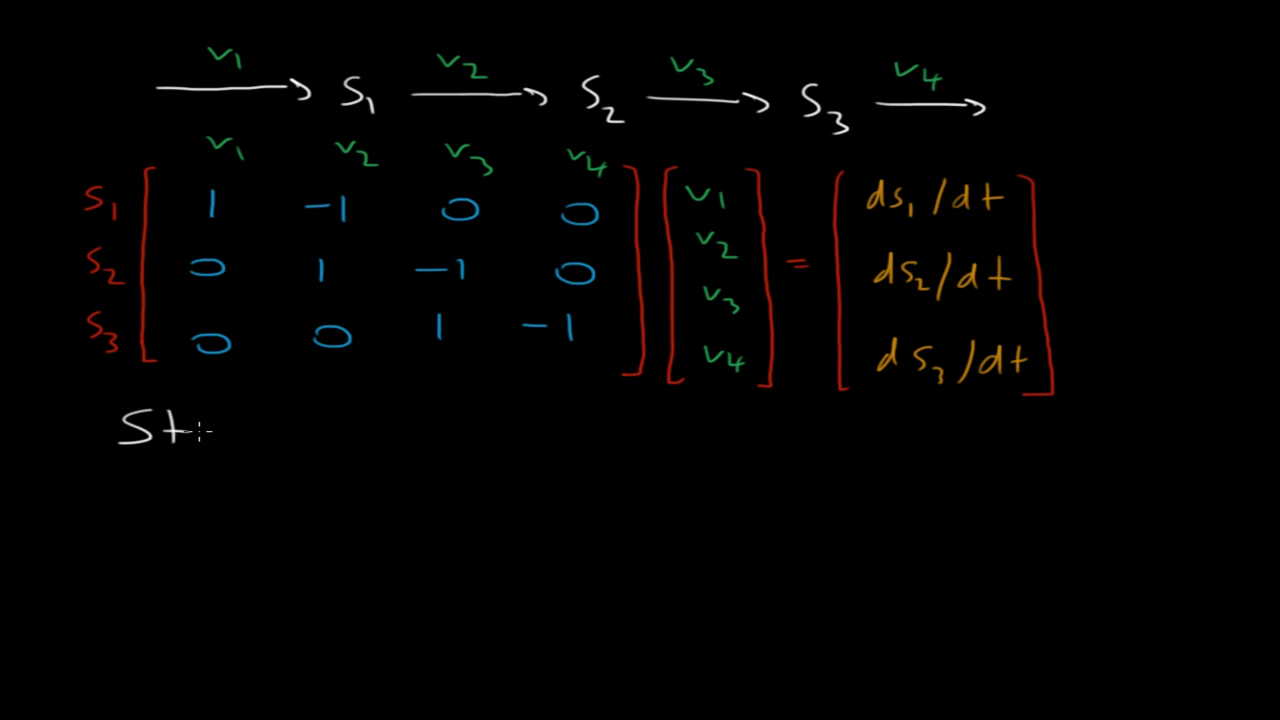 v1 v2 v3 v4
→ S1 → S2 → S3 →
v1 v2 v3 v4
S1 [ 1 -1 0 0 ] [ v1 ] = [ ds1/dt ]
S2 [ 0 1 -1 0 ] [ v2 v3 ] [ ds2/dt ]
S3 [ 0 0 1 -1 ] [ v4 ] [ ds3/dt ]
St